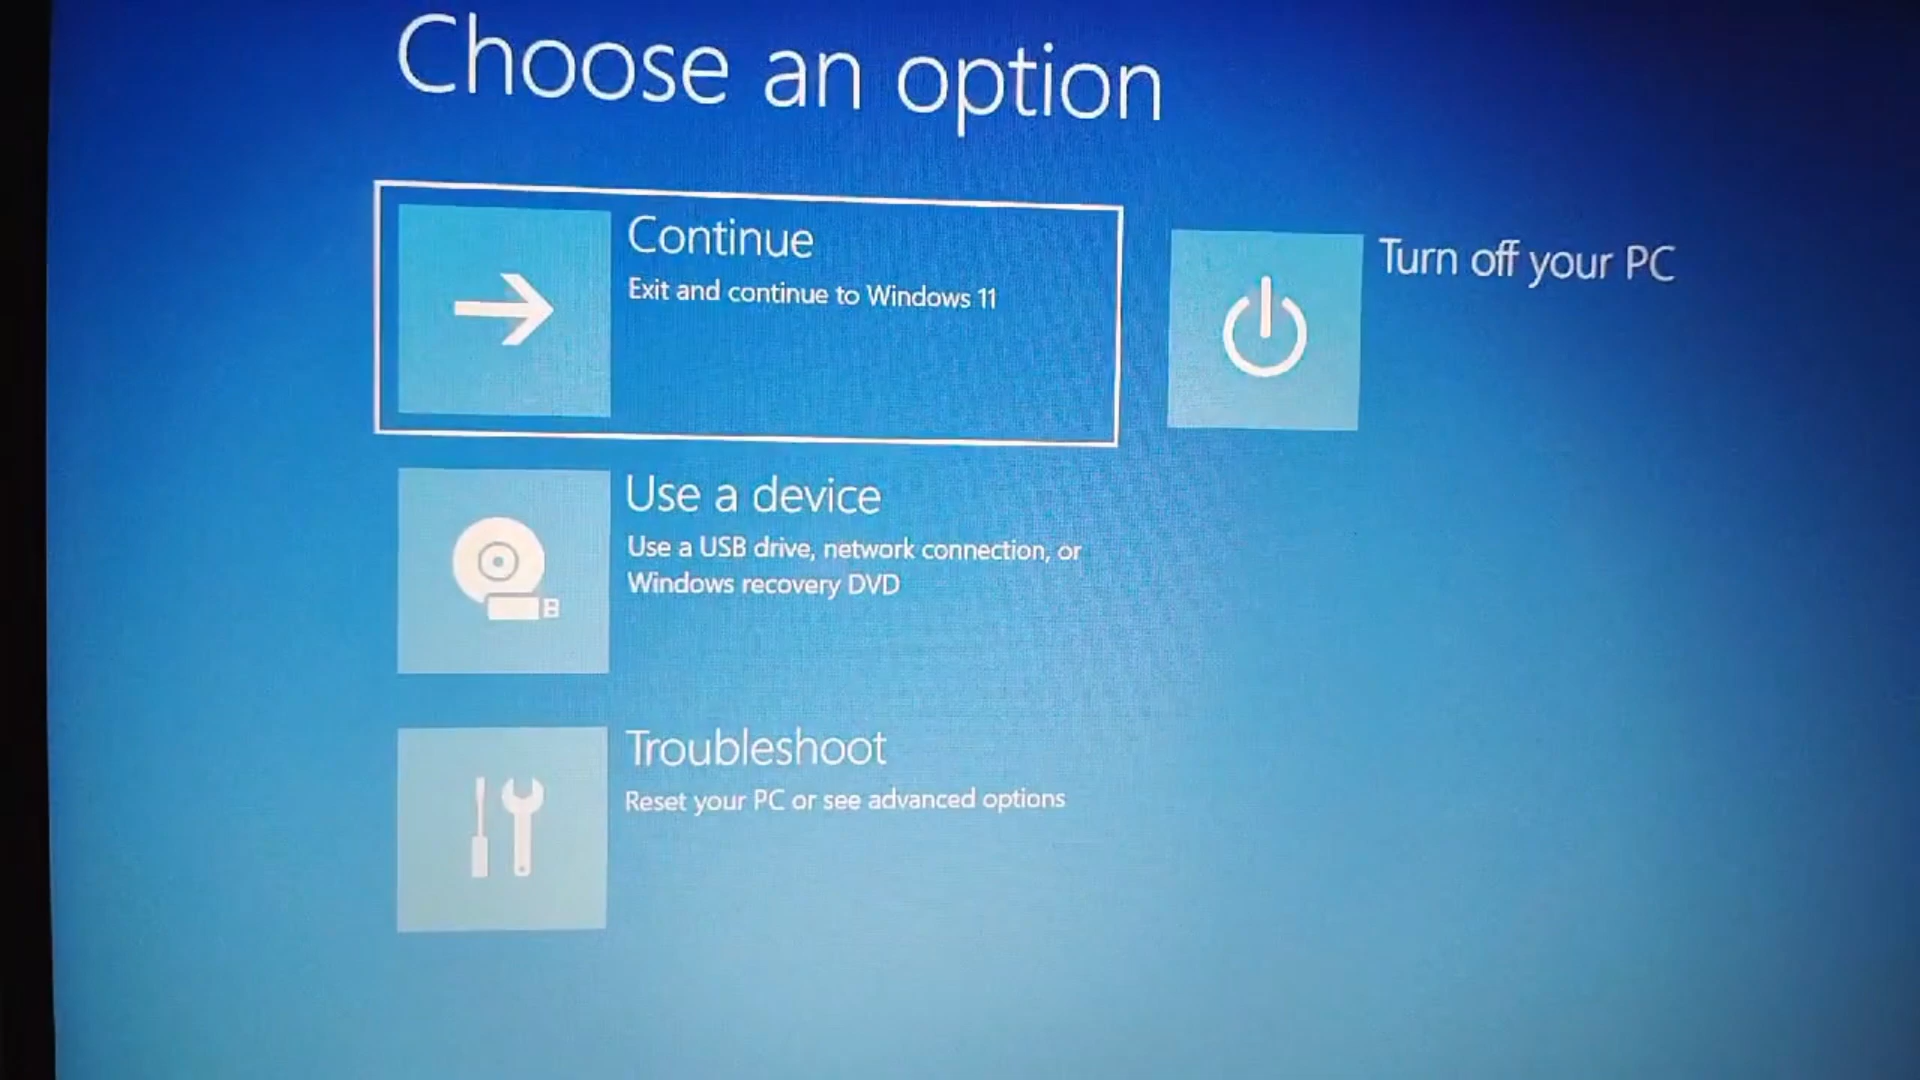 Choose an option
Continue
Exit and continue to Windows 11
Turn off your PC
Use a device
Use a USB drive, network connection, or
Windows recovery DVD
Troubleshoot
Reset your PC or see advanced options